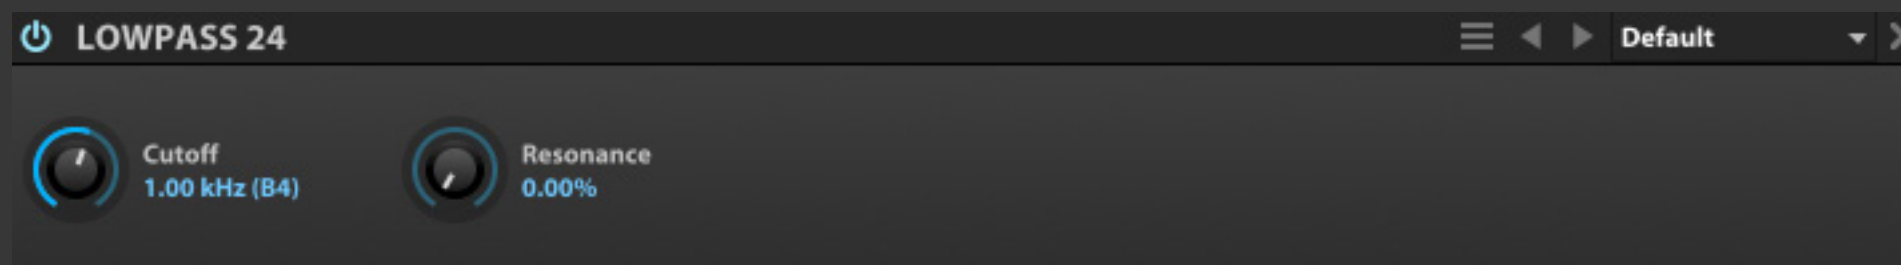 LOWPASS 24
Default
Cutoff
1.00 kHz (B4)
Resonance
0.00%